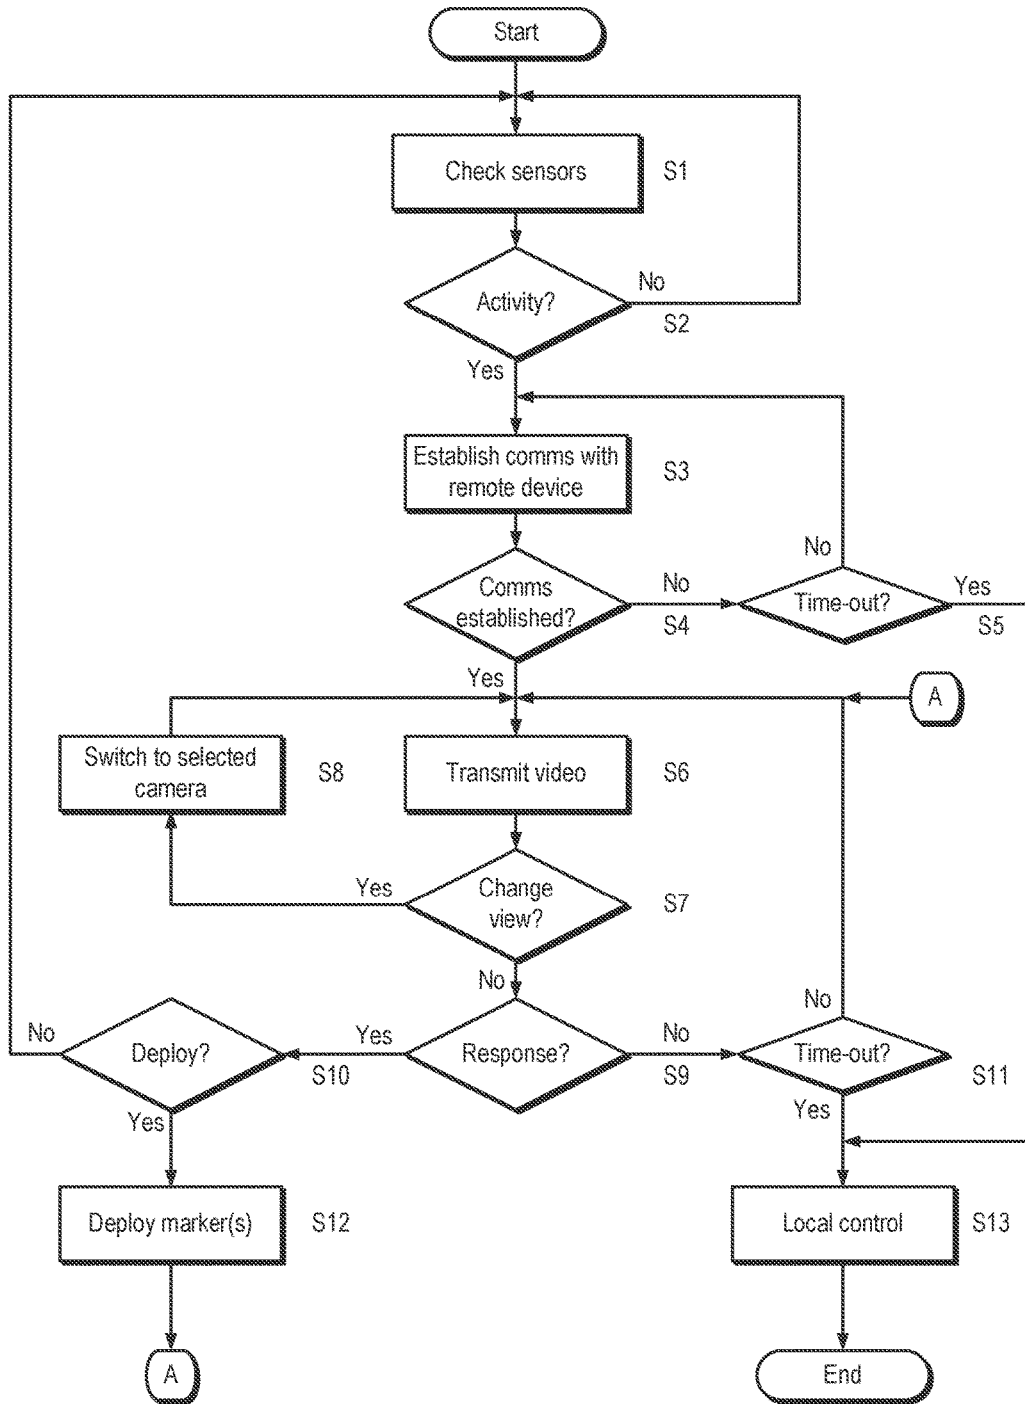 Start
Check sensors
S1
Activity?
No
S2
Yes
Establish comms with
remote device
S3
Comms
established?
No
S4
No
Time-out?
Yes
S5
Yes
A
Switch to selected
camera
S8
Transmit video
S6
Yes
Change
view?
S7
No
No
No
Deploy?
Yes
S10
Response?
No
S9
Time-out?
S11
Yes
Yes
Deploy marker(s)
S12
Local control
S13
A
End